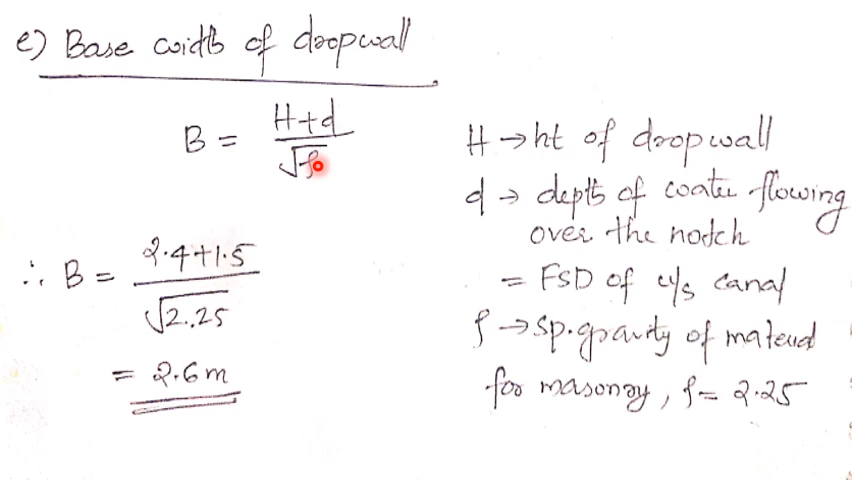 e) Base width of dropwall
B = H+d / √ρ
∴ B = 2.4+1.5 / √2.25
= 2.6m
H → ht of dropwall
d → depth of water flowing
over the notch
= FSD of u/s canal
ρ → sp. gravity of material
for masonry, ρ = 2.25